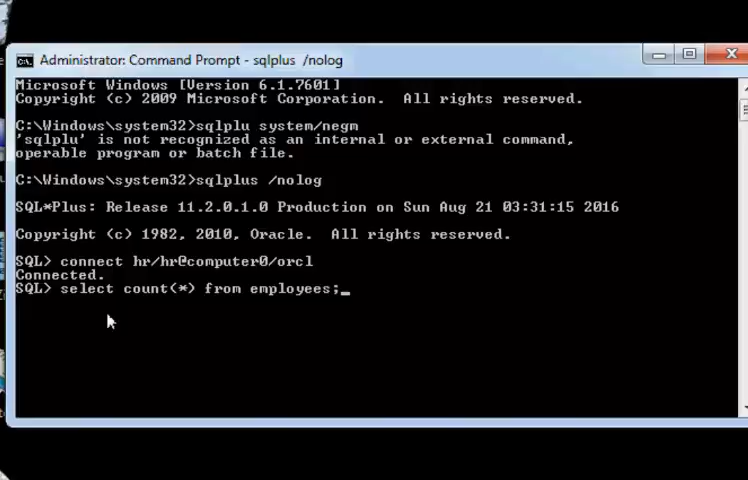 Administrator: Command Prompt - sqlplus /nolog
Microsoft Windows [Version 6.1.7601]
Copyright (c) 2009 Microsoft Corporation. All rights reserved.
C:\Windows\system32>sqlplu system/negm
'sqlplu' is not recognized as an internal or external command,
operable program or batch file.
C:\Windows\system32>sqlplus /nolog
SQL*Plus: Release 11.2.0.1.0 Production on Sun Aug 21 03:31:15 2016
Copyright (c) 1982, 2010, Oracle. All rights reserved.
SQL> connect hr/hr@computer0/orcl
Connected.
SQL> select count(*) from employees;